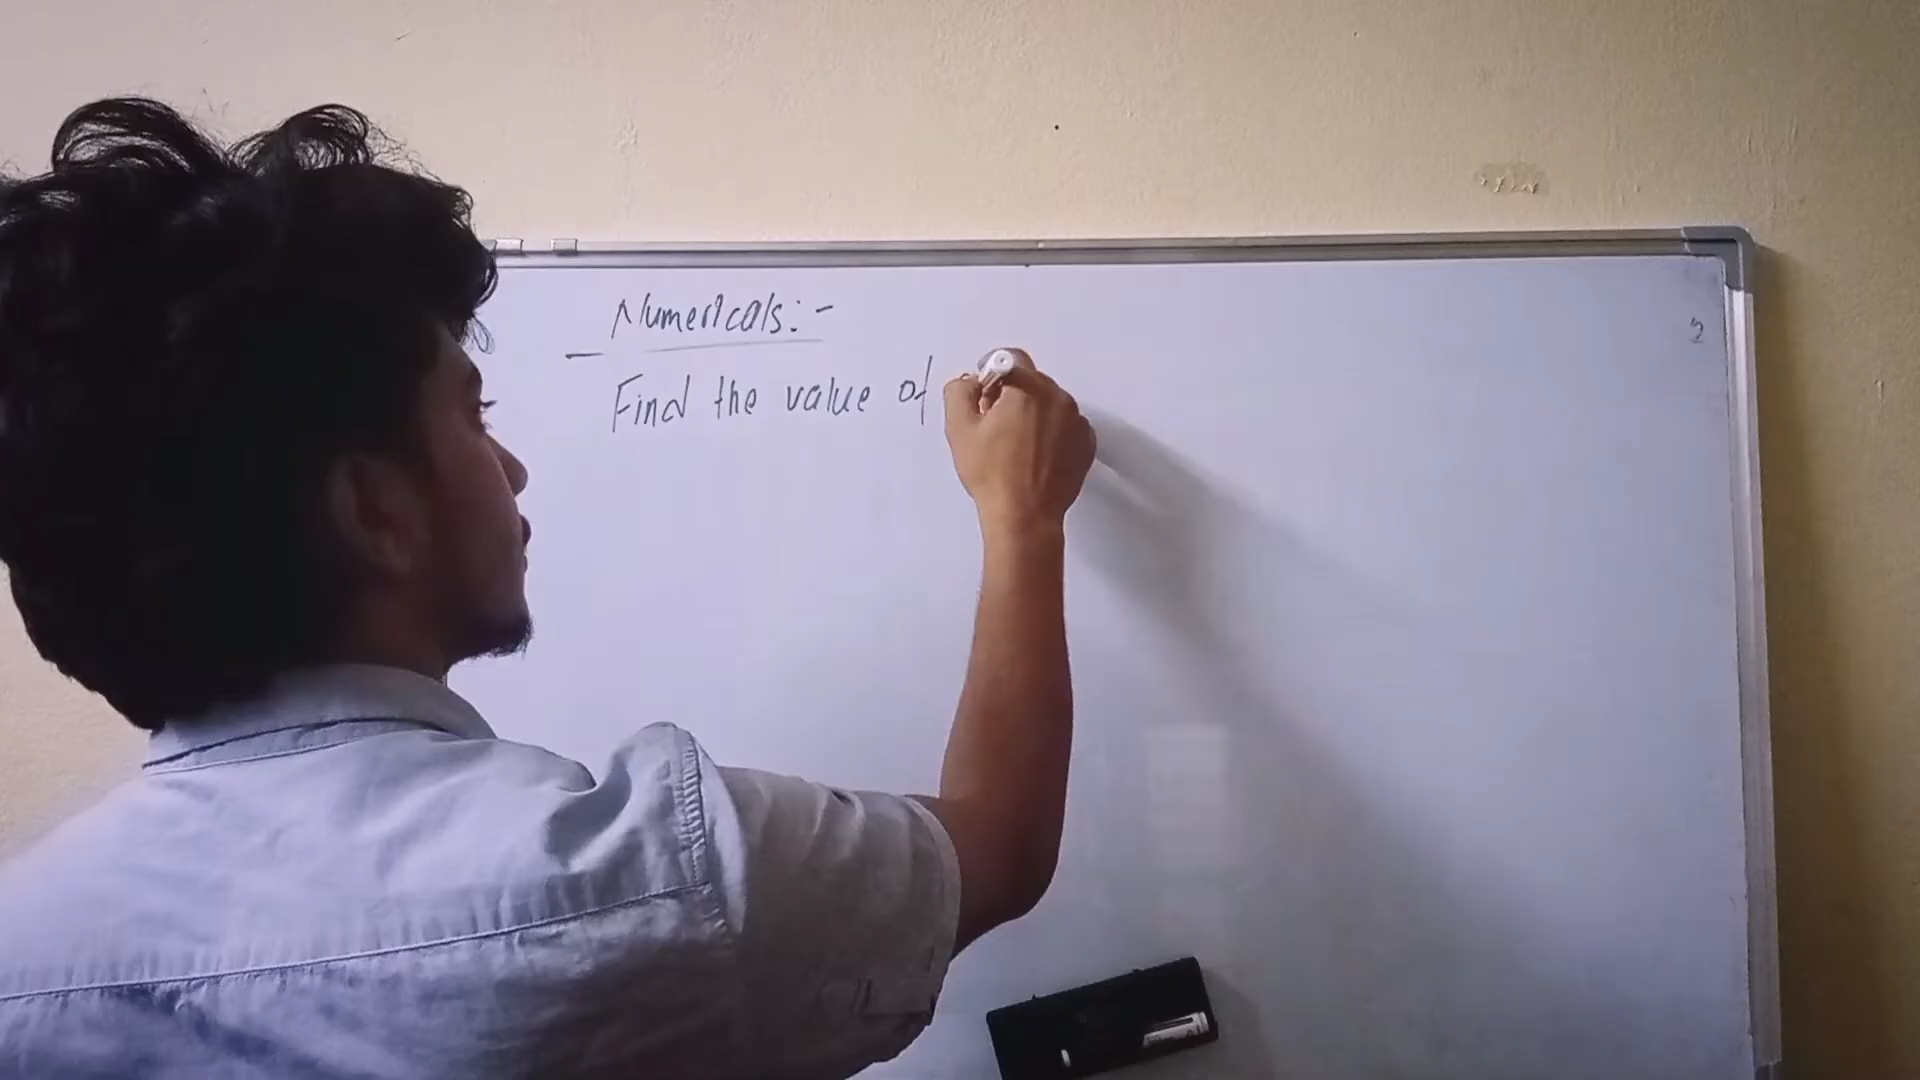 Numericals:-
Find the value of